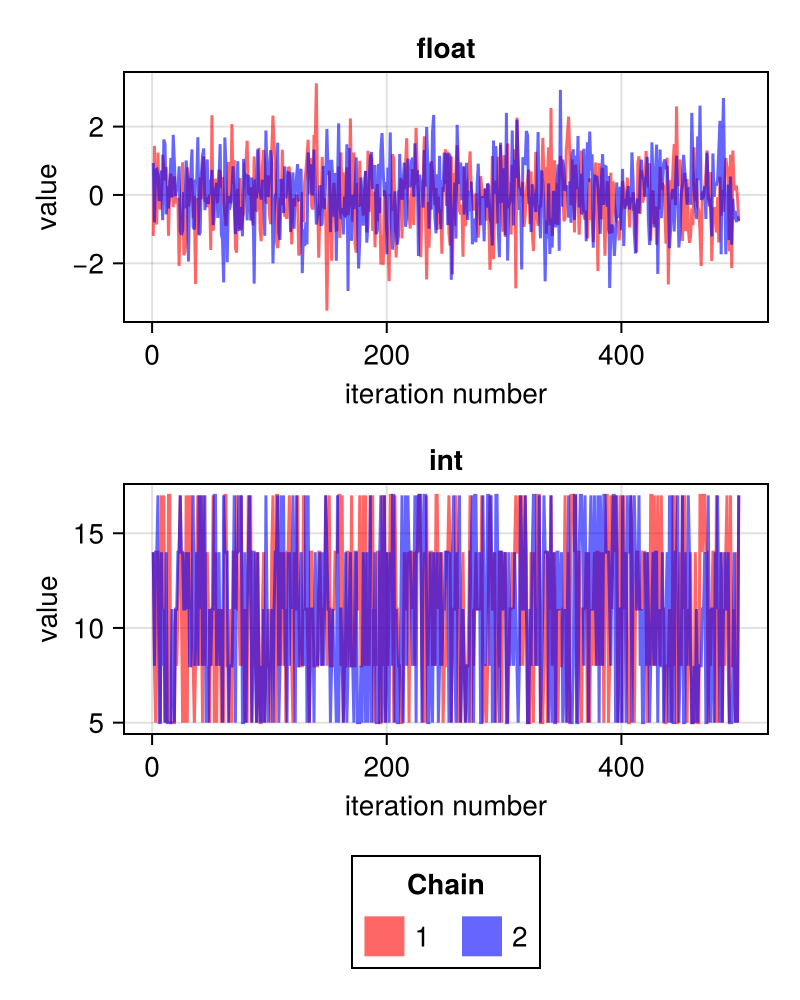 float
value
2
0
−2
0 200 400
iteration number
int
value
15
10
5
0 200 400
iteration number
Chain
1 2